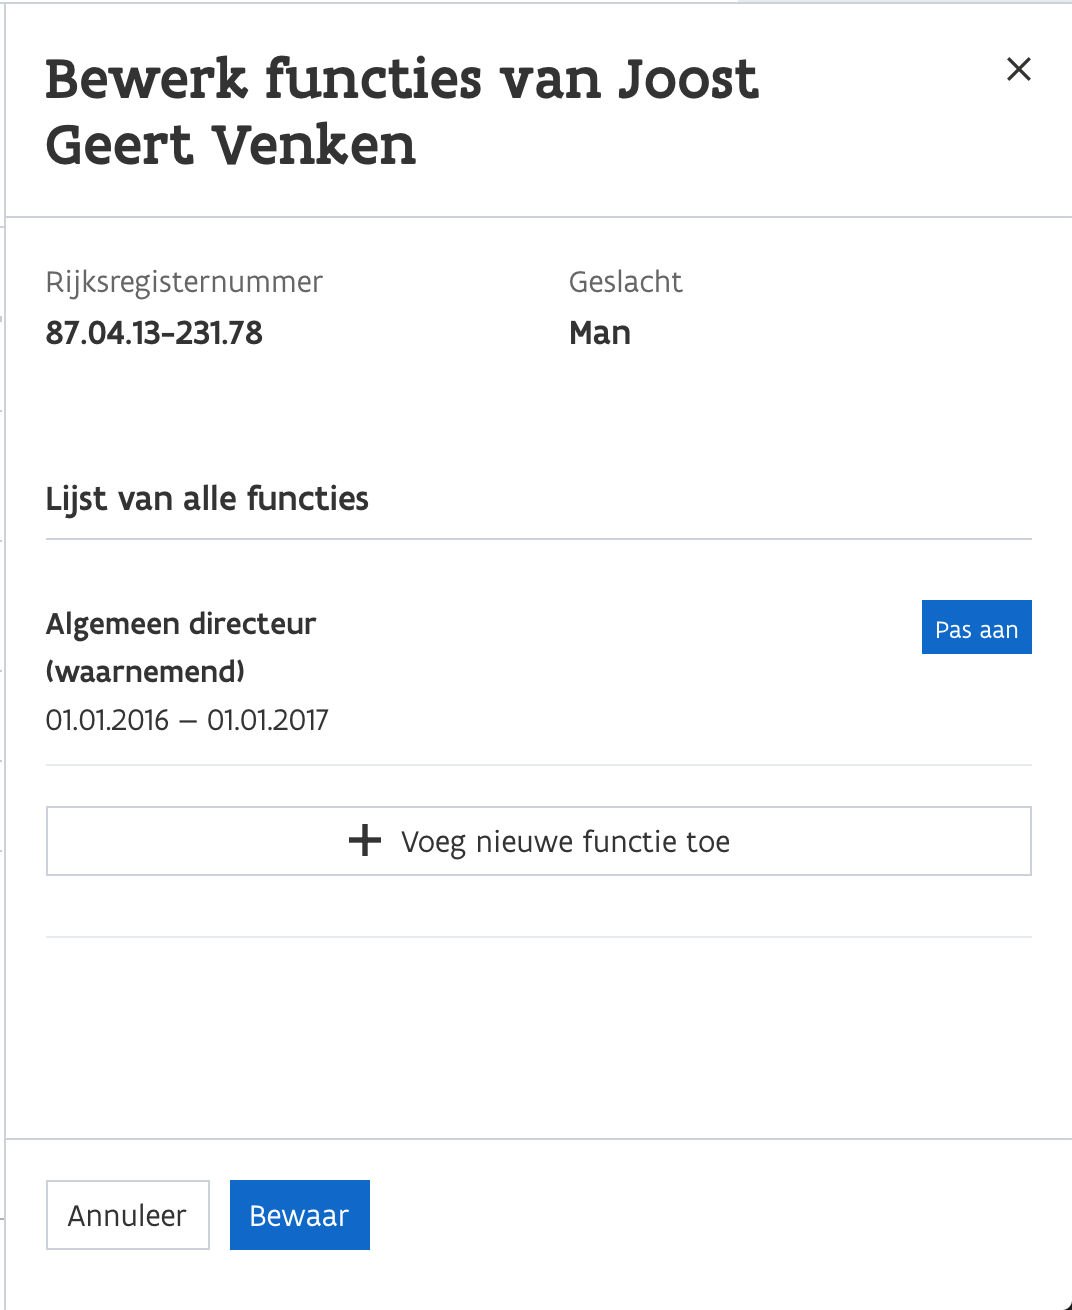 Bewerk functies van Joost
Geert Venken
Rijksregisternummer
Geslacht
87.04.13-231.78
Man
Lijst van alle functies
Algemeen directeur
(waarnemend)
Pas aan
01.01.2016 – 01.01.2017
Voeg nieuwe functie toe
Annuleer
Bewaar